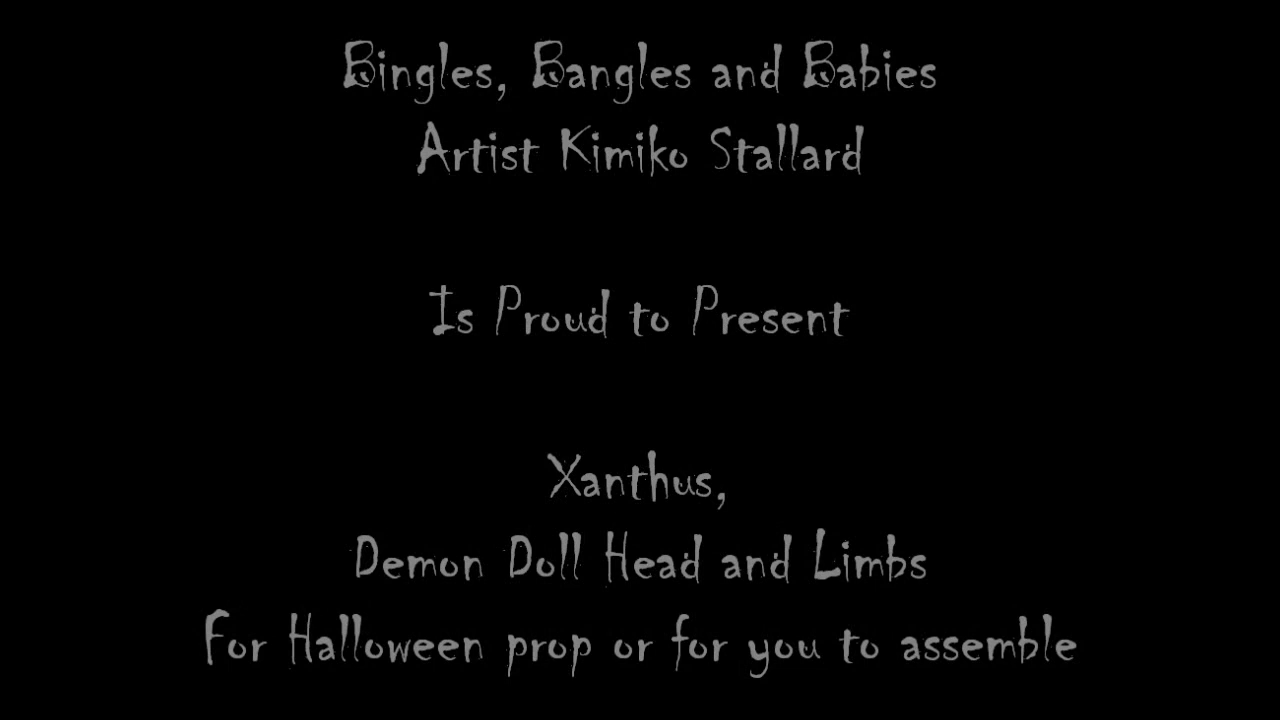 Bingles, Bangles and Babies
Artist Kimiko Stallard
Is Proud to Present
Xanthus,
Demon Doll Head and Limbs
For Halloween prop or for you to assemble